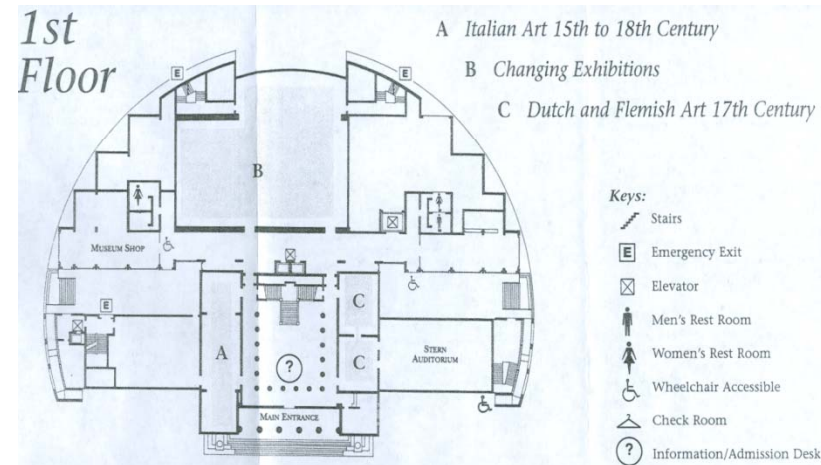 1st
Floor
A Italian Art 15th to 18th Century
B Changing Exhibitions
C Dutch and Flemish Art 17th Century
E
E
B
MUSEUM SHOP
E
A
C
C
?
STERN
AUDITORIUM
MAIN ENTRANCE
Keys:
Stairs
E Emergency Exit
Elevator
Men's Rest Room
Women's Rest Room
Wheelchair Accessible
Check Room
? Information/Admission Desk